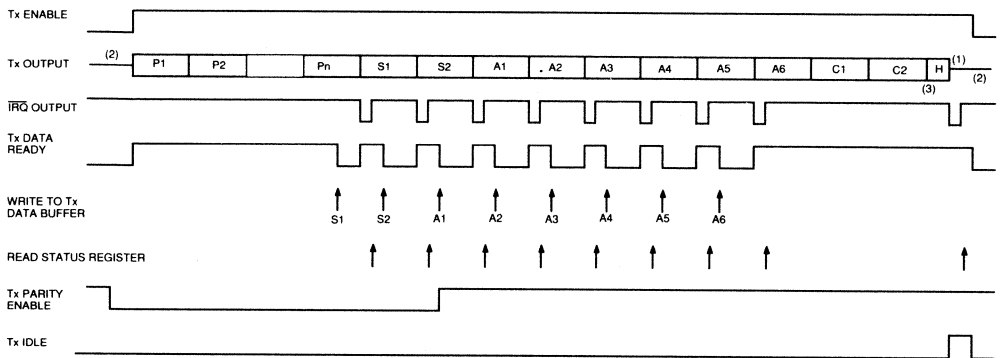 Tx ENABLE
Tx OUTPUT (2) P1 P2 Pn S1 S2 A1 . A2 A3 A4 A5 A6 C1 C2 H (1)
(3) (2)
IRQ OUTPUT
Tx DATA
READY
WRITE TO Tx
DATA BUFFER
S1 S2 A1 A2 A3 A4 A5 A6
READ STATUS REGISTER
Tx PARITY
ENABLE
Tx IDLE